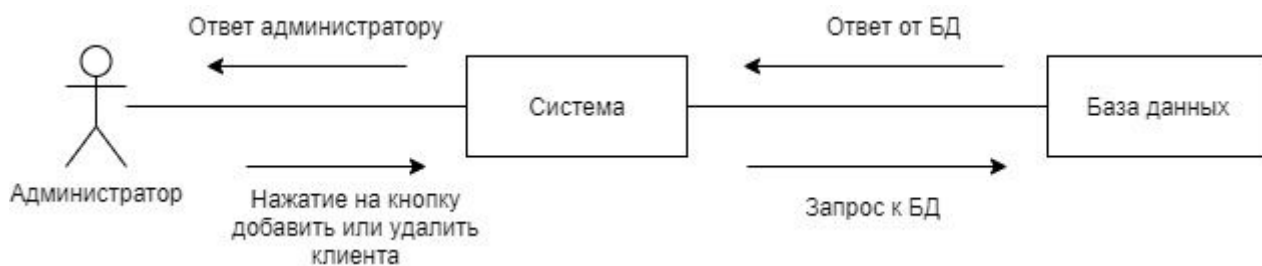 Ответ администратору
Ответ от БД
Система
База данных
Администратор
Нажатие на кнопку
добавить или удалить
клиента
Запрос к БД